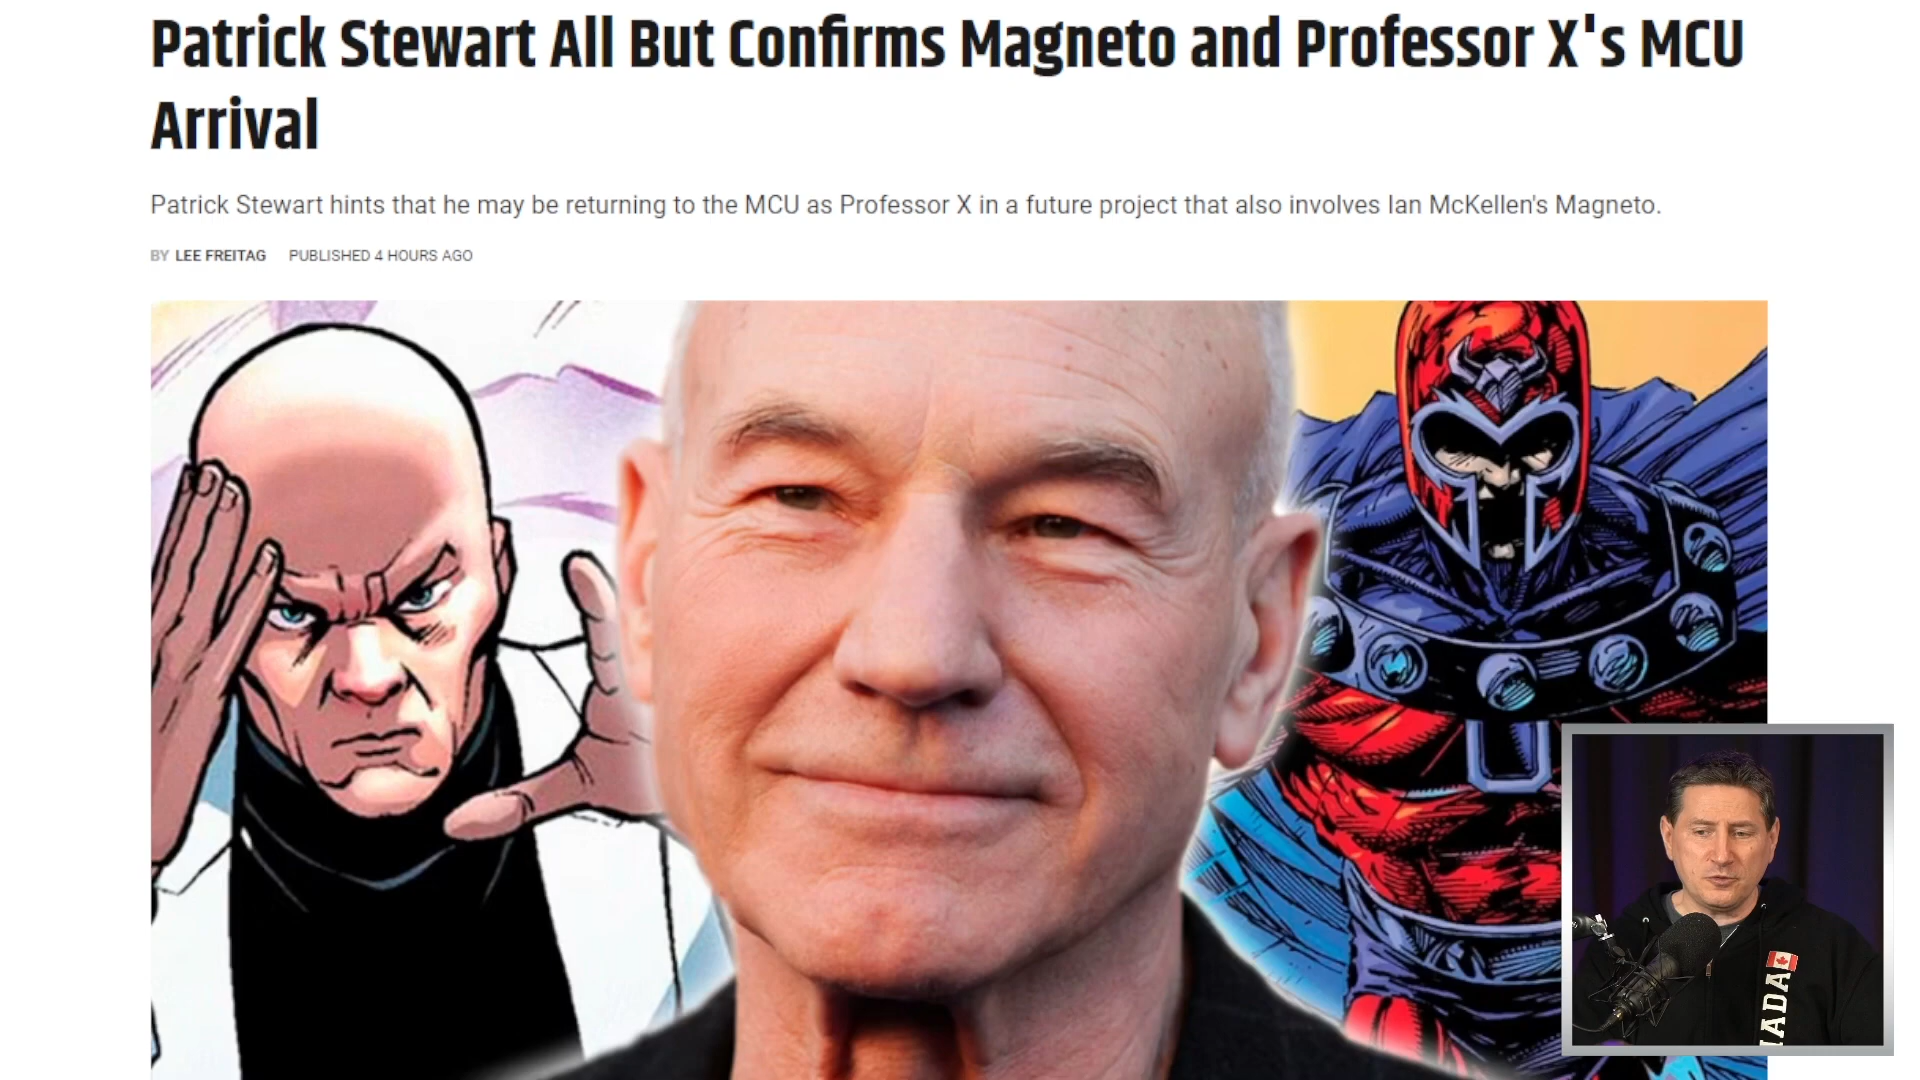 Patrick Stewart All But Confirms Magneto and Professor X's MCU
Arrival
Patrick Stewart hints that he may be returning to the MCU as Professor X in a future project that also involves Ian McKellen's Magneto.
BY LEE FREITAG PUBLISHED 4 HOURS AGO
NADA